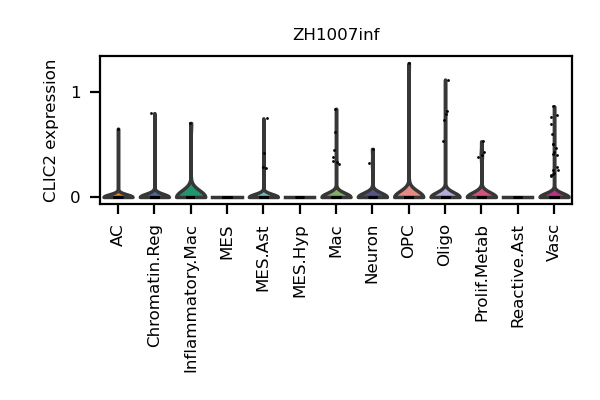 ZH1007inf
CLIC2 expression
1
0
AC
Chromatin.Reg
Inflammatory.Mac
MES
MES.Ast
MES.Hyp
Mac
Neuron
OPC
Oligo
Prolif.Metab
Reactive.Ast
Vasc